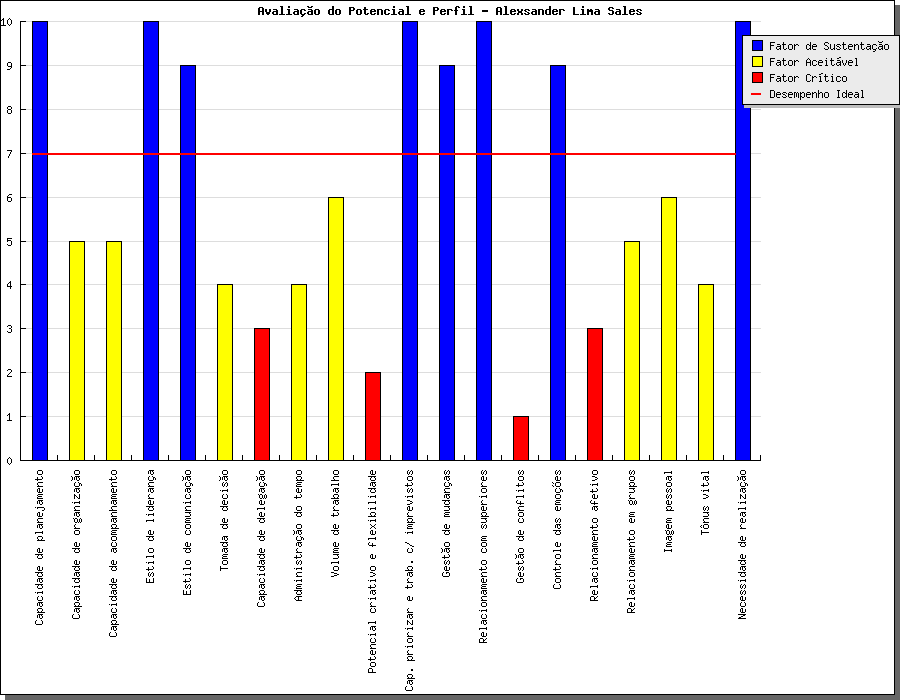 Avaliação do Potencial e Perfil - Alexsander Lima Sales
Fator de Sustentação
Fator Aceitável
Fator Crítico
Desempenho Ideal
10
9
8
7
6
5
4
3
2
1
0
Capacidade de planejamento
Capacidade de organização
Capacidade de acompanhamento
Estilo de liderança
Estilo de comunicação
Tomada de decisão
Capacidade de delegação
Administração do tempo
Volume de trabalho
Potencial criativo e flexibilidade
Cap. priorizar e trab. c/ imprevistos
Gestão de mudanças
Relacionamento com superiores
Gestão de conflitos
Controle das emoções
Relacionamento afetivo
Relacionamento em grupos
Imagem pessoal
Tônus vital
Necessidade de realização